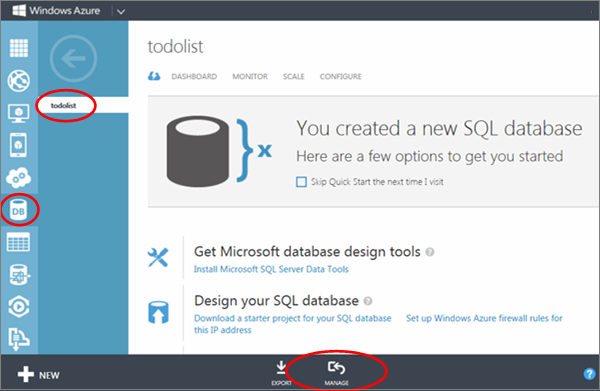 Windows Azure
todolist
todolist
DASHBOARD MONITOR SCALE CONFIGURE
You created a new SQL database
Here are a few options to get you started
Skip Quick Start the next time I visit
DB
Get Microsoft database design tools ?
Install Microsoft SQL Server Data Tools
Design your SQL database ?
Download a starter project for your SQL database Set up Windows Azure firewall rules for
this IP address
NEW
EXPORT
MANAGE
?